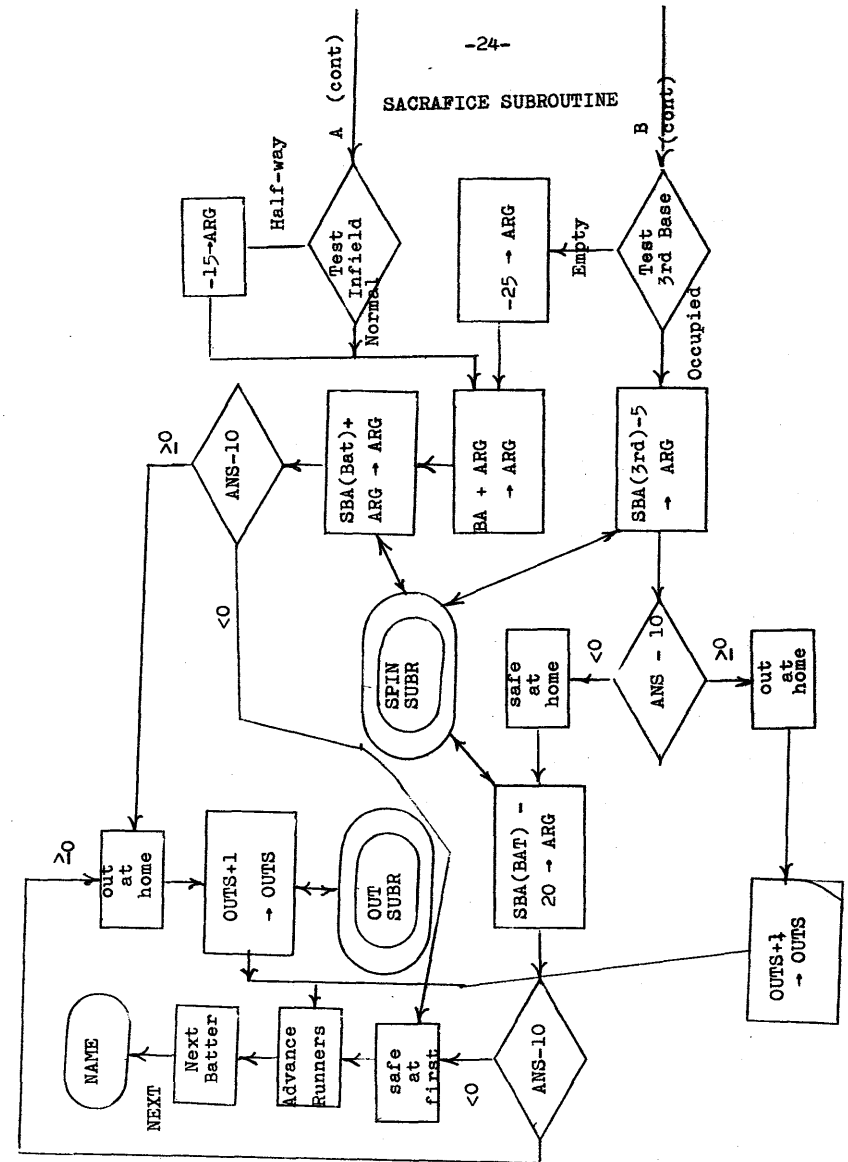 -24-
SACRAFICE SUBROUTINE
A (cont)
Test
Infield
Half-way
-15→ARG
Normal
BA + ARG
→ ARG
SBA(Bat)+
ARG → ARG
ANS-10
≥0
<0
B
(cont)
Test
3rd Base
Empty
-25 → ARG
Occupied
SBA(3rd)-5
→ ARG
SPIN
SUBR
ANS - 10
<0
≥0
safe
at
home
out
at
home
SBA(BAT) -
20 → ARG
OUTS+1
→ OUTS
ANS-10
<0
≥0
out
at
home
OUTS+1
→ OUTS
OUT
SUBR
safe
at
first
Advance
Runners
Next
Batter
NEXT
NAME